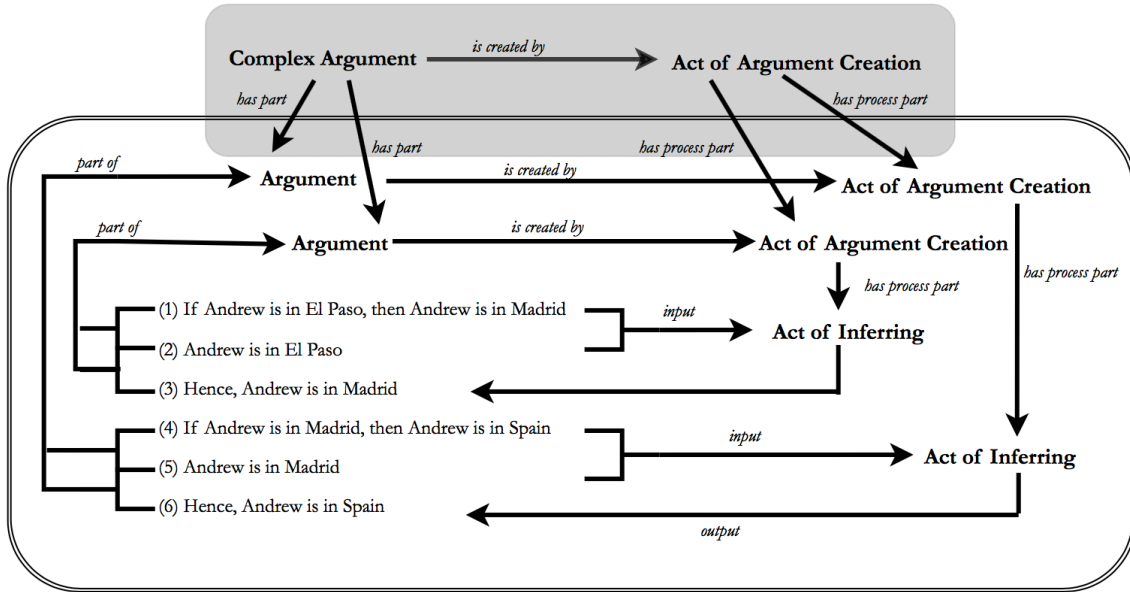 Complex Argument
is created by
Act of Argument Creation
has part
has process part
has part
has process part
part of
Argument
is created by
Act of Argument Creation
part of
Argument
is created by
Act of Argument Creation
has process part
has process part
(1) If Andrew is in El Paso, then Andrew is in Madrid
input
Act of Inferring
(2) Andrew is in El Paso
(3) Hence, Andrew is in Madrid
(4) If Andrew is in Madrid, then Andrew is in Spain
input
Act of Inferring
(5) Andrew is in Madrid
(6) Hence, Andrew is in Spain
output